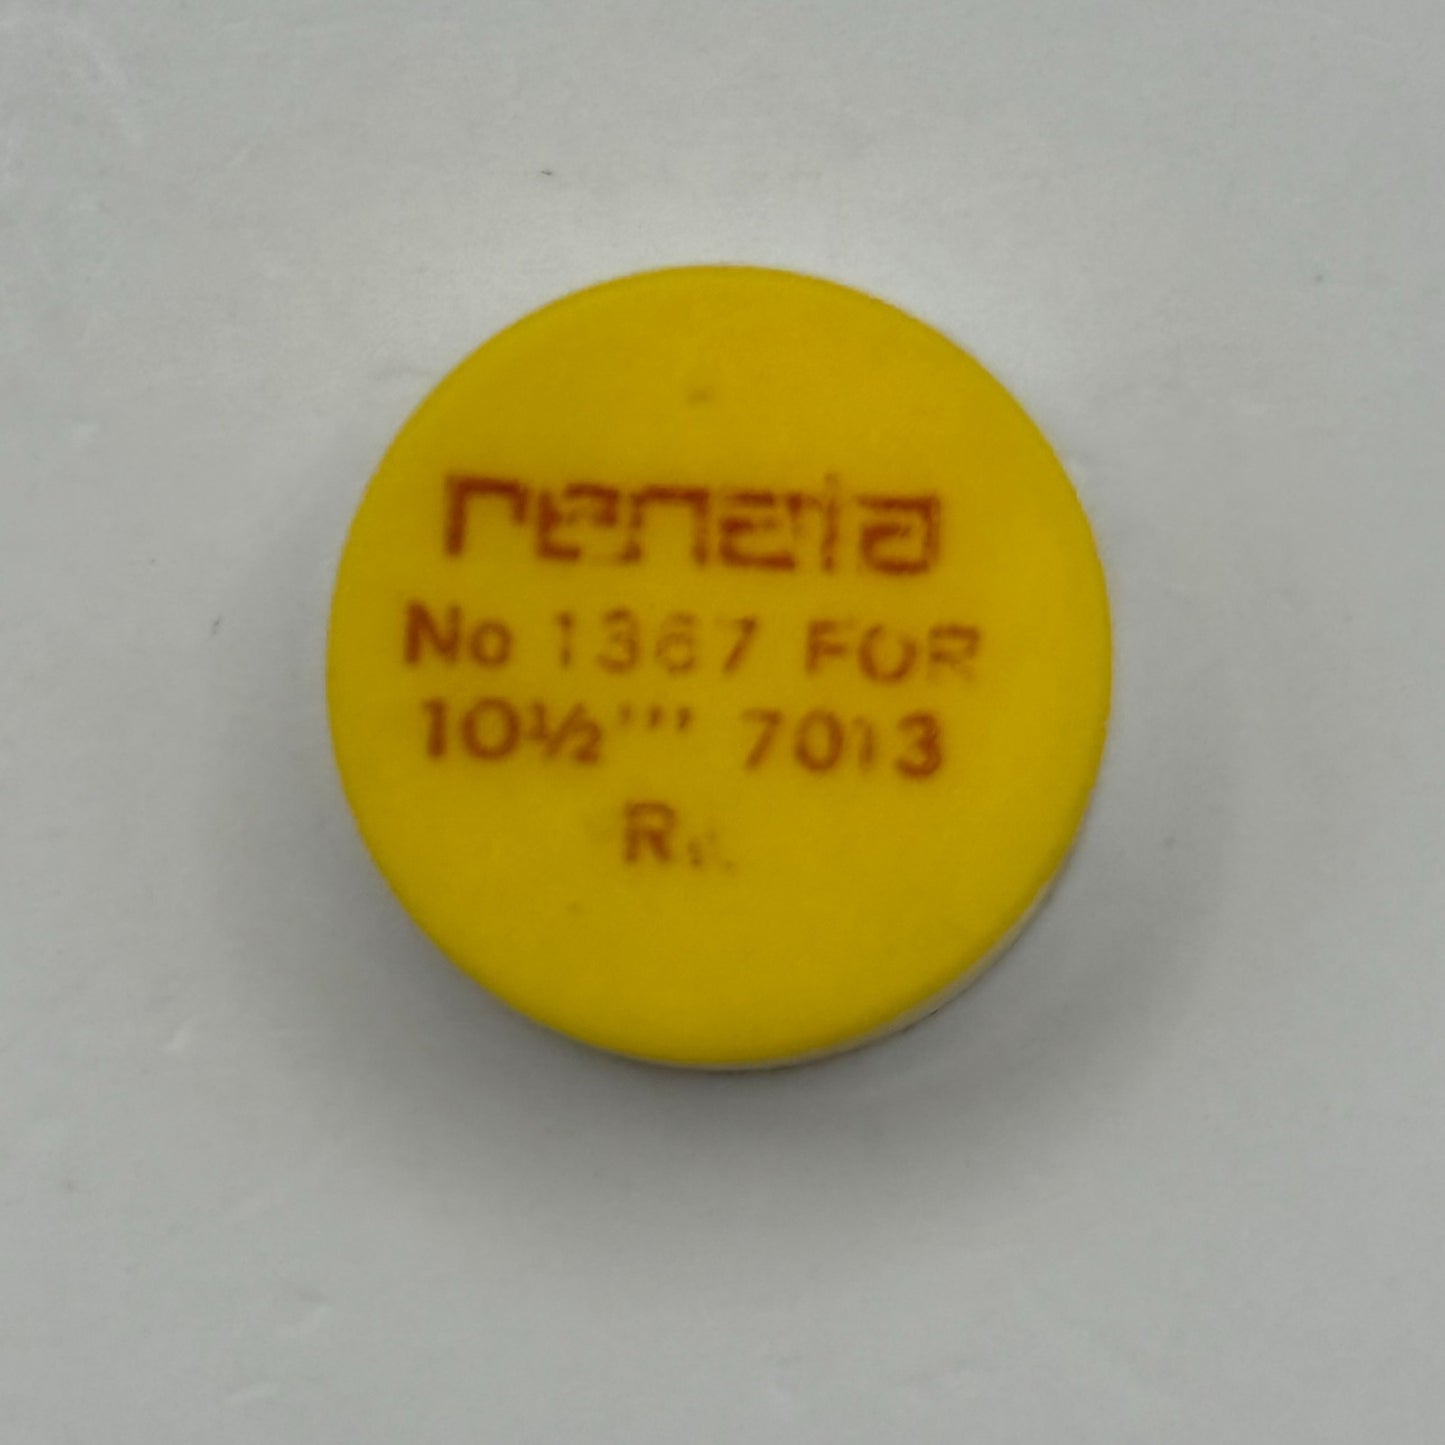 renata
No 1367 FOR
10½''' 7013